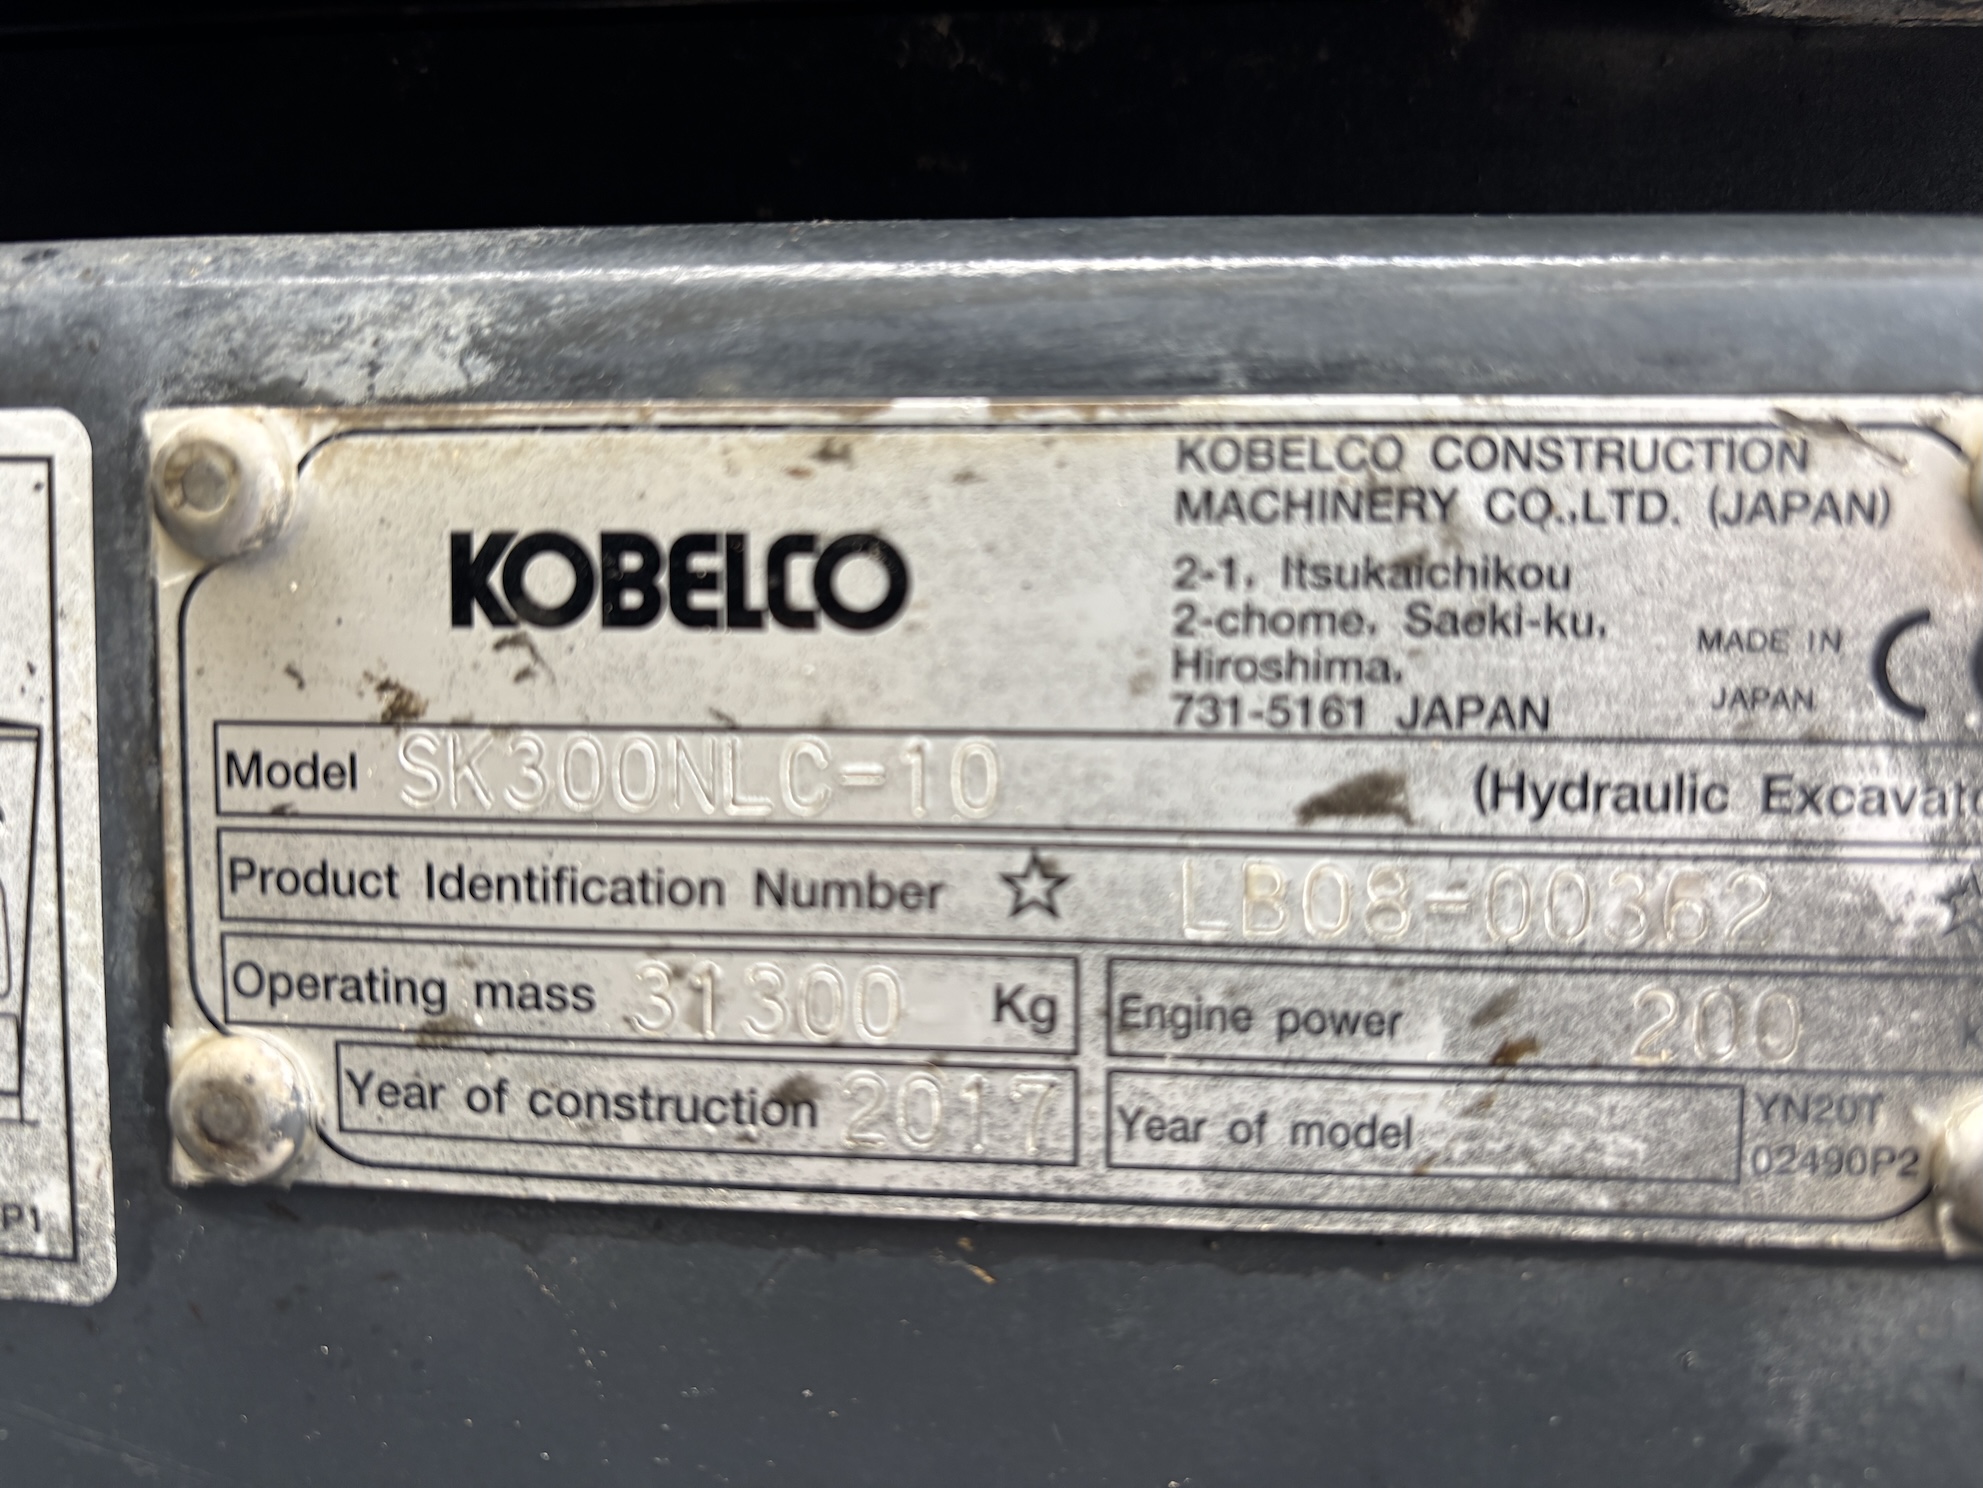 KOBELCO CONSTRUCTION
MACHINERY CO.,LTD. (JAPAN)
KOBELCO
2-1, Itsukaichikou
2-chome, Saeki-ku,
Hiroshima,
731-5161 JAPAN
MADE IN
JAPAN
Model SK300NLC-10 (Hydraulic
Product Identification Number ☆ LB08-00362 ☆
Operating mass 31300 Kg
Engine power 200
Year of construction 2017
Year of model
YN20T
02490P2
P1